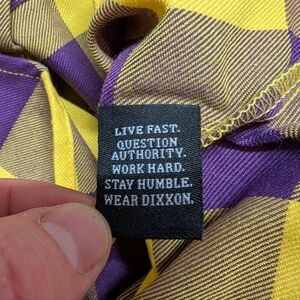 LIVE FAST.
QUESTION
AUTHORITY.
WORK HARD.
STAY HUMBLE.
WEAR DIXXON.